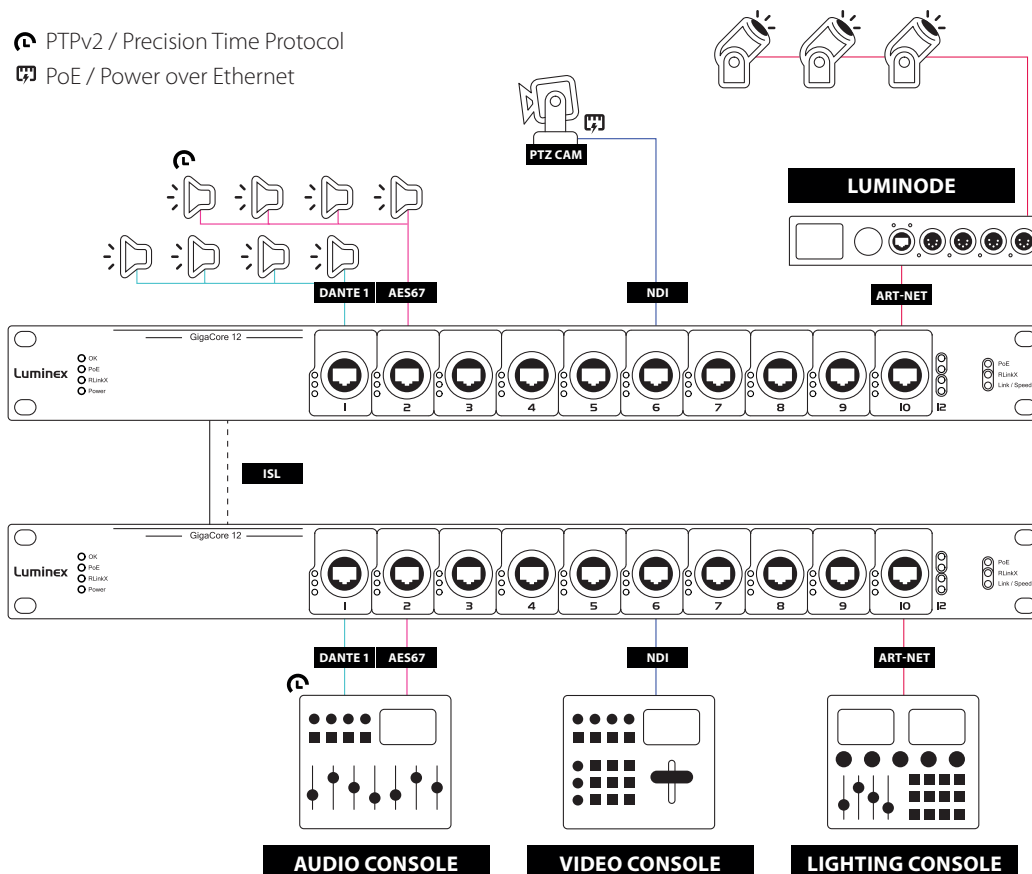 PTPv2 / Precision Time Protocol
PoE / Power over Ethernet
PTZ CAM
LUMINODE
DANTE 1 AES67 NDI ART-NET
GigaCore 12
Luminex
OK
PoE
RLinkX
Power
1 2 3 4 5 6 7 8 9 10 12
PoE
RLinkX
Link / Speed
ISL
GigaCore 12
Luminex
OK
PoE
RLinkX
Power
1 2 3 4 5 6 7 8 9 10 12
PoE
RLinkX
Link / Speed
DANTE 1 AES67 NDI ART-NET
AUDIO CONSOLE VIDEO CONSOLE LIGHTING CONSOLE